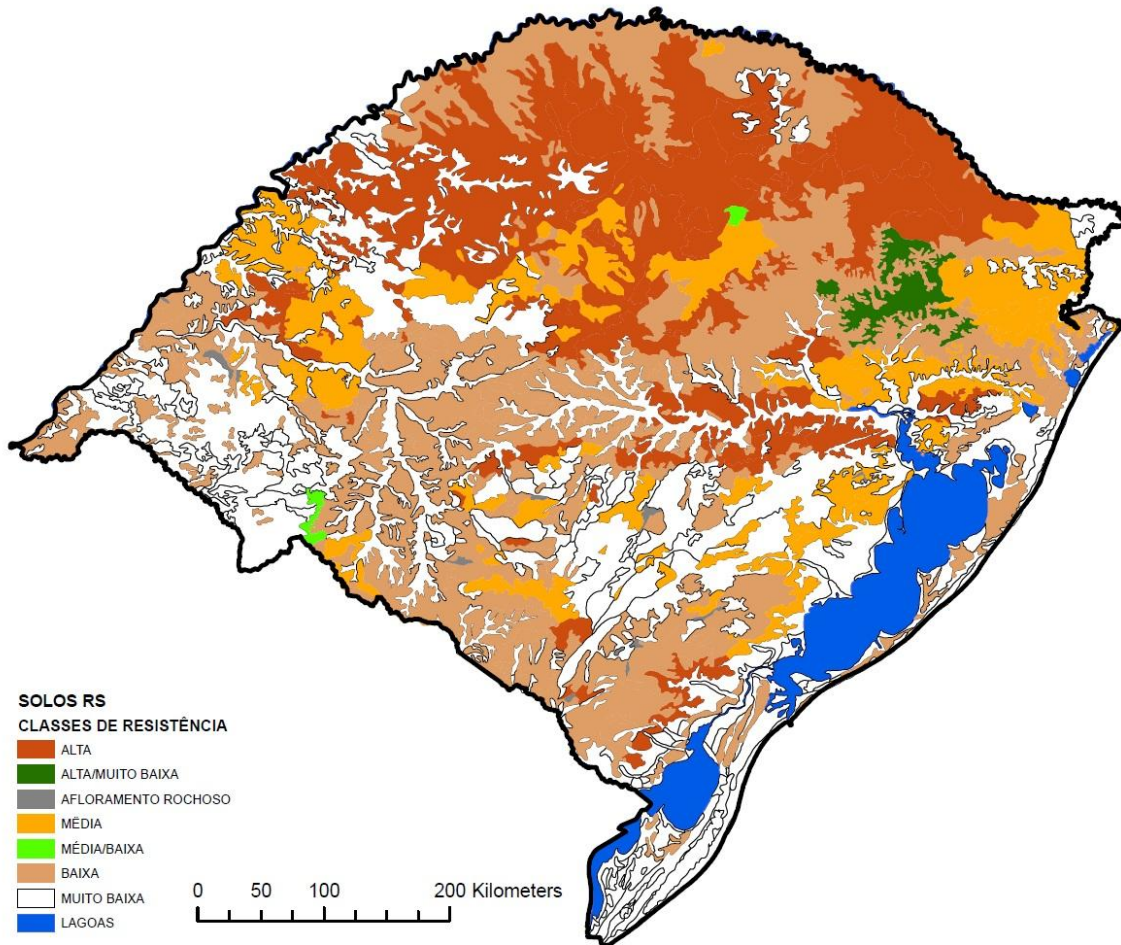 SOLOS RS
CLASSES DE RESISTÊNCIA
ALTA
ALTA/MUITO BAIXA
AFLORAMENTO ROCHOSO
MÉDIA
MÉDIA/BAIXA
BAIXA
MUITO BAIXA
LAGOAS
0 50 100 200 Kilometers